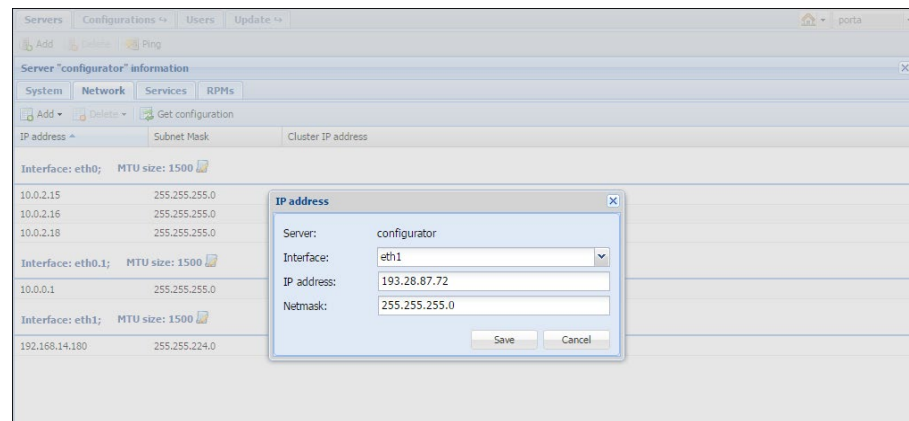 Servers Configurations Users Update porta
Add Delete Ping
Server "configurator" information
System Network Services RPMs
Add Delete Get configuration
IP address Subnet Mask Cluster IP address
Interface: eth0; MTU size: 1500
10.0.2.15 255.255.255.0
10.0.2.16 255.255.255.0
10.0.2.18 255.255.255.0
Interface: eth0.1; MTU size: 1500
10.0.0.1 255.255.255.0
Interface: eth1; MTU size: 1500
192.168.14.180 255.255.224.0
IP address
Server: configurator
Interface: eth1
IP address: 193.28.87.72
Netmask: 255.255.255.0
Save Cancel